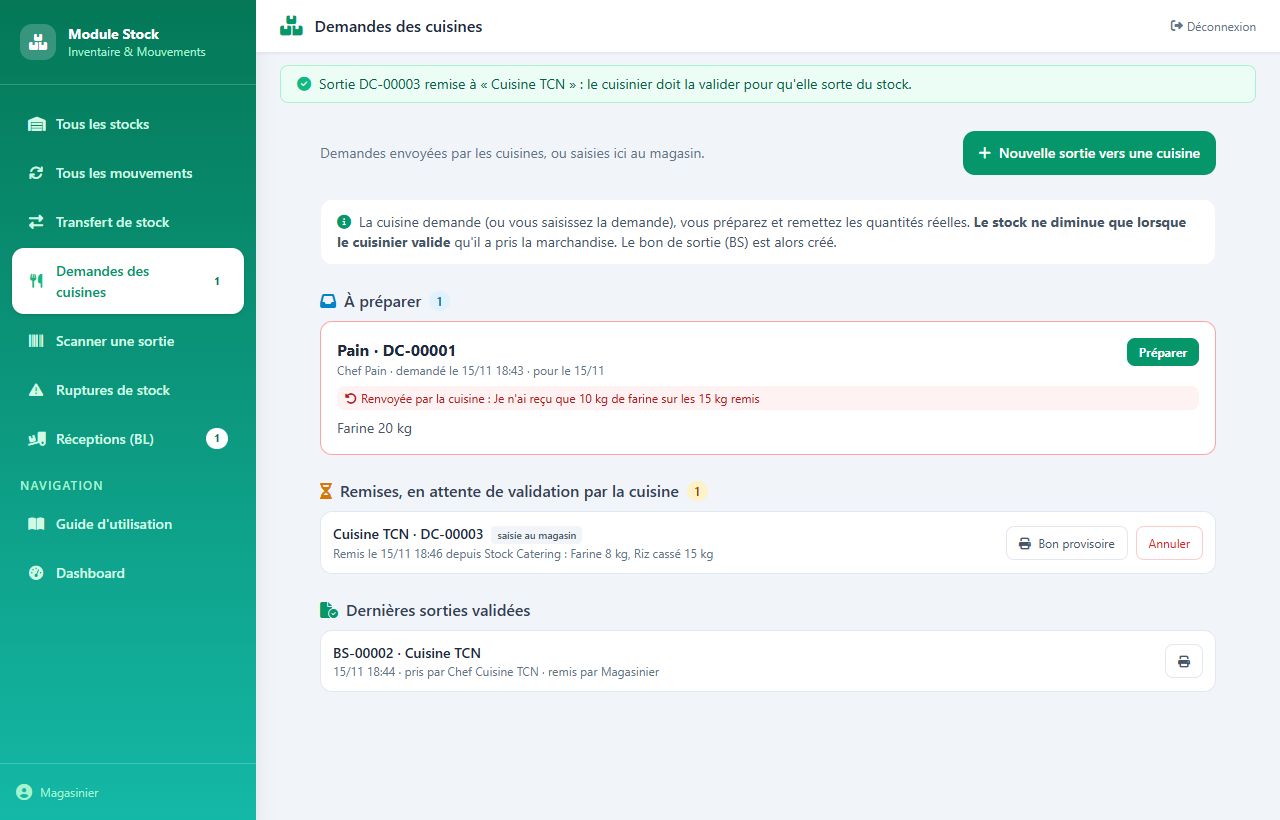 Module Stock
Inventaire & Mouvements
Tous les stocks
Tous les mouvements
Transfert de stock
Demandes des
cuisines
1
Scanner une sortie
Ruptures de stock
Réceptions (BL)
1
NAVIGATION
Guide d'utilisation
Dashboard
Magasinier
Demandes des cuisines
Déconnexion
Sortie DC-00003 remise à « Cuisine TCN » : le cuisinier doit la valider pour qu'elle sorte du stock.
Demandes envoyées par les cuisines, ou saisies ici au magasin.
+ Nouvelle sortie vers une cuisine
La cuisine demande (ou vous saisissez la demande), vous préparez et remettez les quantités réelles. Le stock ne diminue que lorsque
le cuisinier valide qu'il a pris la marchandise. Le bon de sortie (BS) est alors créé.
À préparer 1
Pain · DC-00001
Préparer
Chef Pain · demandé le 15/11 18:43 · pour le 15/11
Renvoyée par la cuisine : Je n'ai reçu que 10 kg de farine sur les 15 kg remis
Farine 20 kg
Remises, en attente de validation par la cuisine 1
Cuisine TCN · DC-00003 saisie au magasin
Remis le 15/11 18:46 depuis Stock Catering : Farine 8 kg, Riz cassé 15 kg
Bon provisoire
Annuler
Dernières sorties validées
BS-00002 · Cuisine TCN
15/11 18:44 · pris par Chef Cuisine TCN · remis par Magasinier